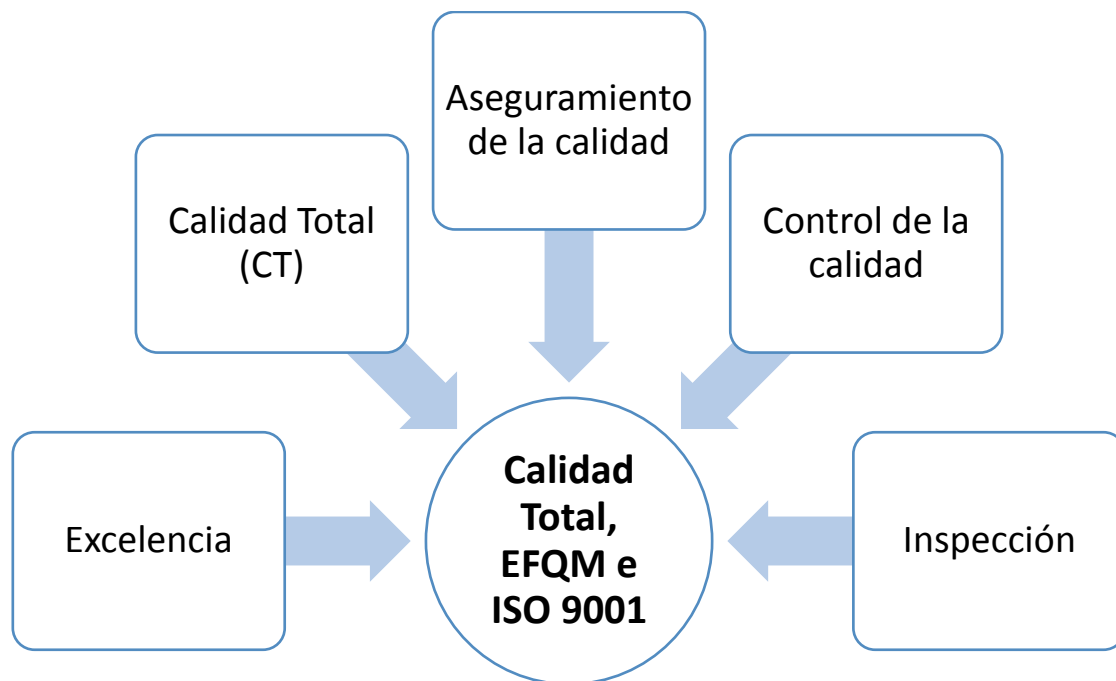 Aseguramiento
de la calidad
Calidad Total
(CT)
Control de la
calidad
Excelencia
Calidad
Total,
EFQM e
ISO 9001
Inspección